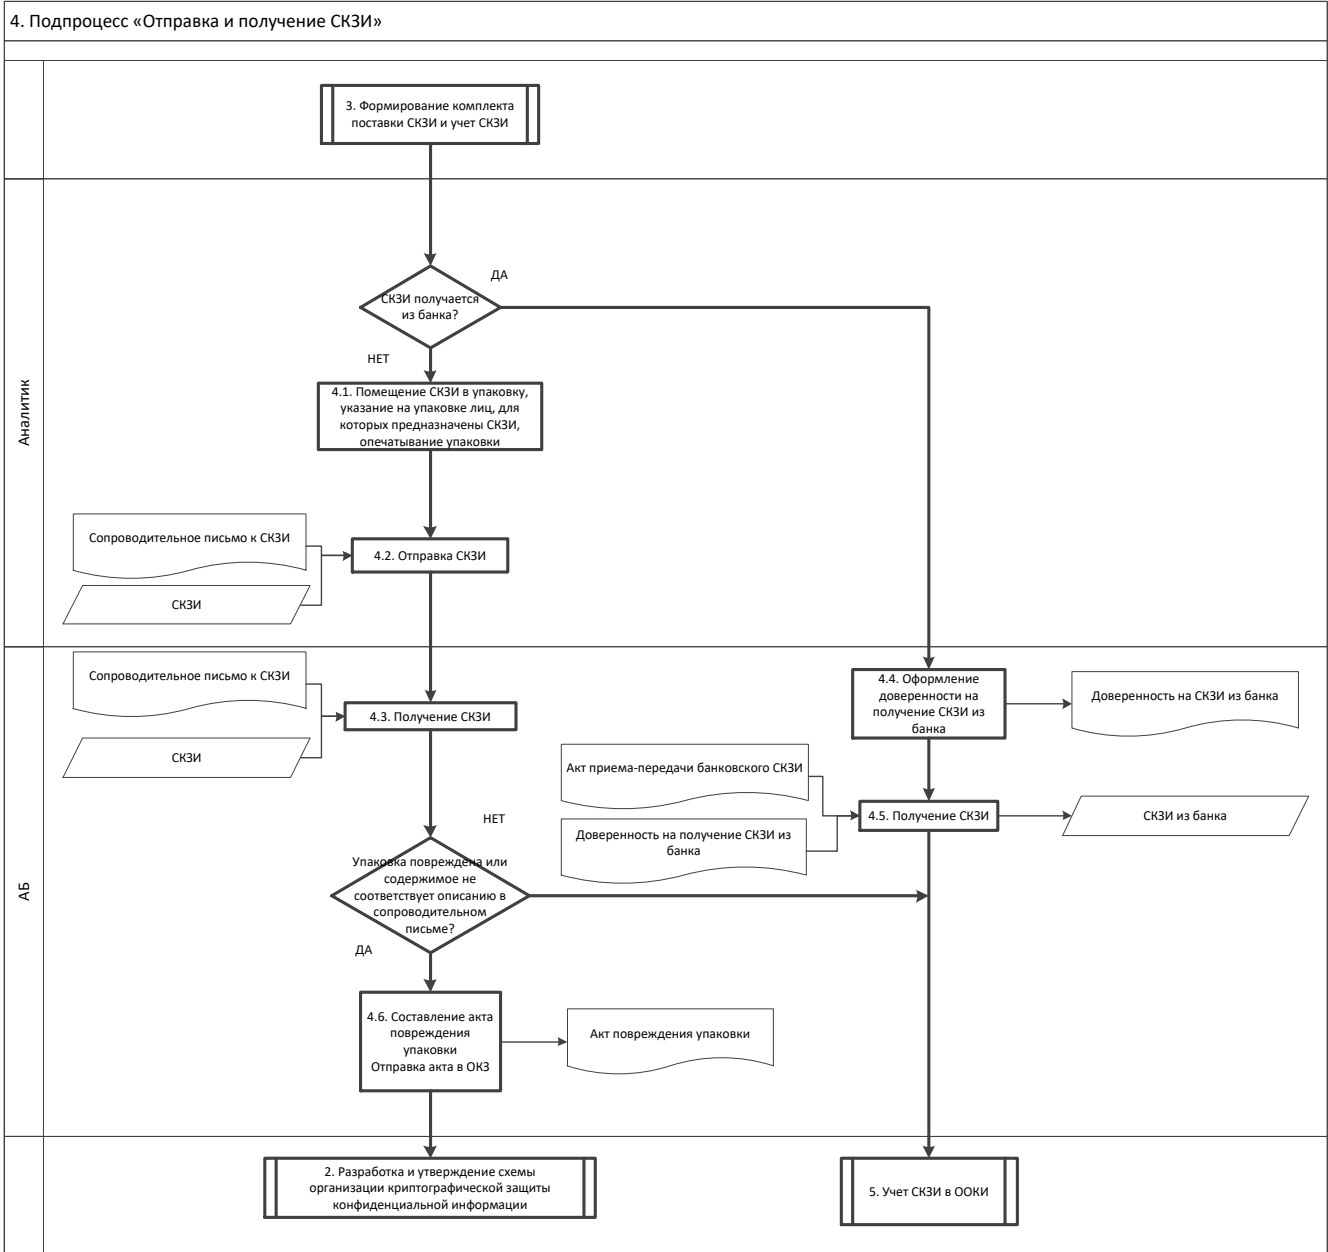 4. Подпроцесс «Отправка и получение СКЗИ»
3. Формирование комплекта
поставки СКЗИ и учет СКЗИ
Аналитик
ДА
СКЗИ получается
из банка?
НЕТ
4.1. Помещение СКЗИ в упаковку,
указание на упаковке лиц, для
которых предназначены СКЗИ,
опечатывание упаковки
Сопроводительное письмо к СКЗИ
4.2. Отправка СКЗИ
СКЗИ
АБ
Сопроводительное письмо к СКЗИ
4.3. Получение СКЗИ
СКЗИ
4.4. Оформление
доверенности на
получение СКЗИ из
банка
Доверенность на СКЗИ из банка
Акт приема-передачи банковского СКЗИ
4.5. Получение СКЗИ
СКЗИ из банка
Доверенность на получение СКЗИ из
банка
НЕТ
Упаковка повреждена или
содержимое не
соответствует описанию в
сопроводительном
письме?
ДА
4.6. Составление акта
повреждения
упаковки
Отправка акта в ОКЗ
Акт повреждения упаковки
2. Разработка и утверждение схемы
организации криптографической защиты
конфиденциальной информации
5. Учет СКЗИ в ООКИ